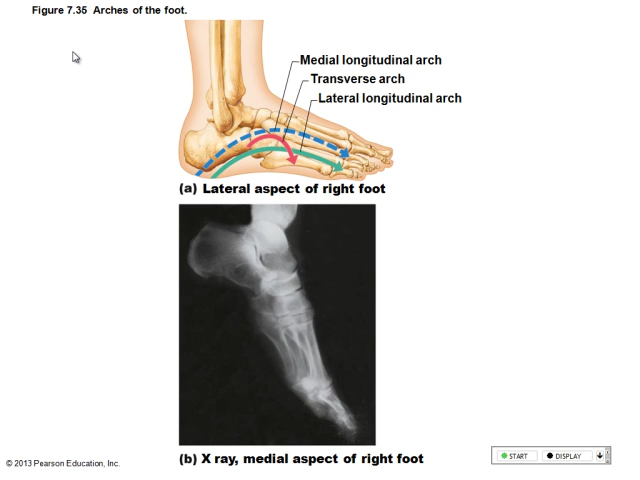 Figure 7.35 Arches of the foot.
Medial longitudinal arch
Transverse arch
Lateral longitudinal arch
(a) Lateral aspect of right foot
(b) X ray, medial aspect of right foot
© 2013 Pearson Education, Inc.
START DISPLAY